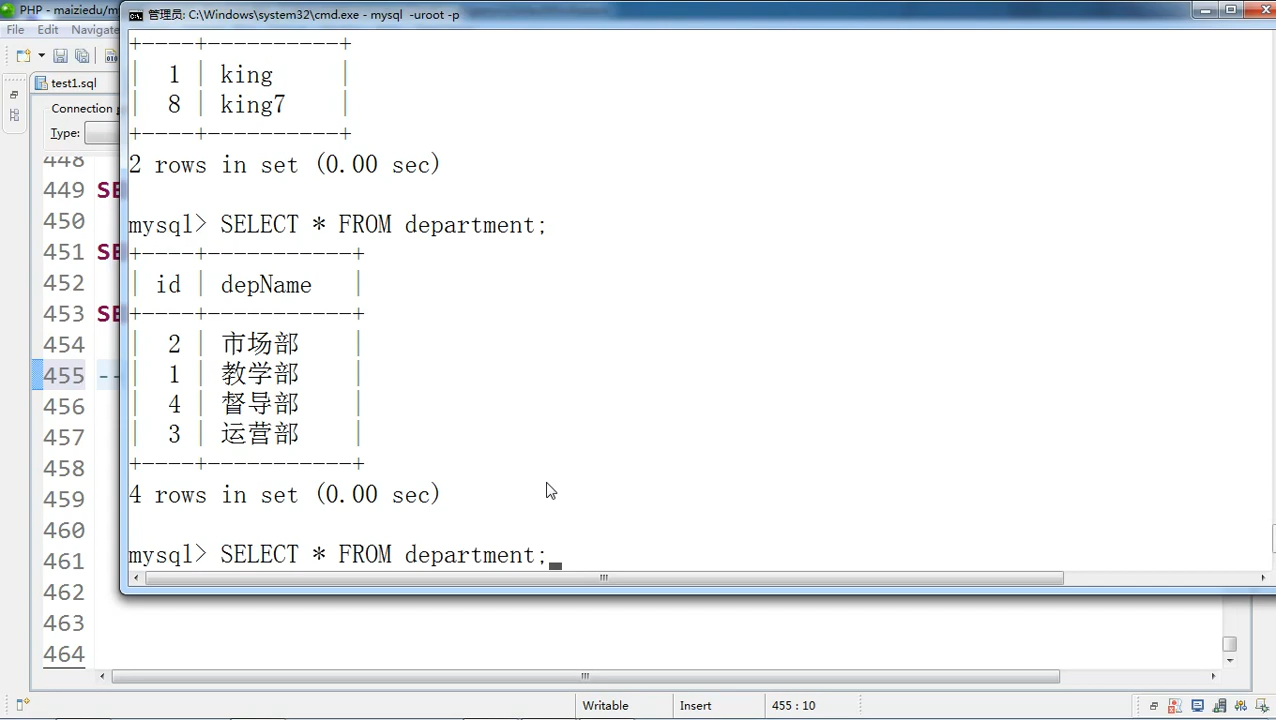 PHP - maiziedu/m
管理员: C:\Windows\system32\cmd.exe - mysql  -uroot -p
File Edit Navigate
test1.sql
Connection
Type:
+----+----------+
|  1 | king     |
|  8 | king7    |
+----+----------+
2 rows in set (0.00 sec)
mysql> SELECT * FROM department;
+----+-----------+
| id | depName   |
+----+-----------+
|  2 | 市场部    |
|  1 | 教学部    |
|  4 | 督导部    |
|  3 | 运营部    |
+----+-----------+
4 rows in set (0.00 sec)
mysql> SELECT * FROM department;
448
449 SE
450
451 SE
452
453 SE
454
455 --
456
457
458
459
460
461
462
463
464
Writable Insert 455 : 10